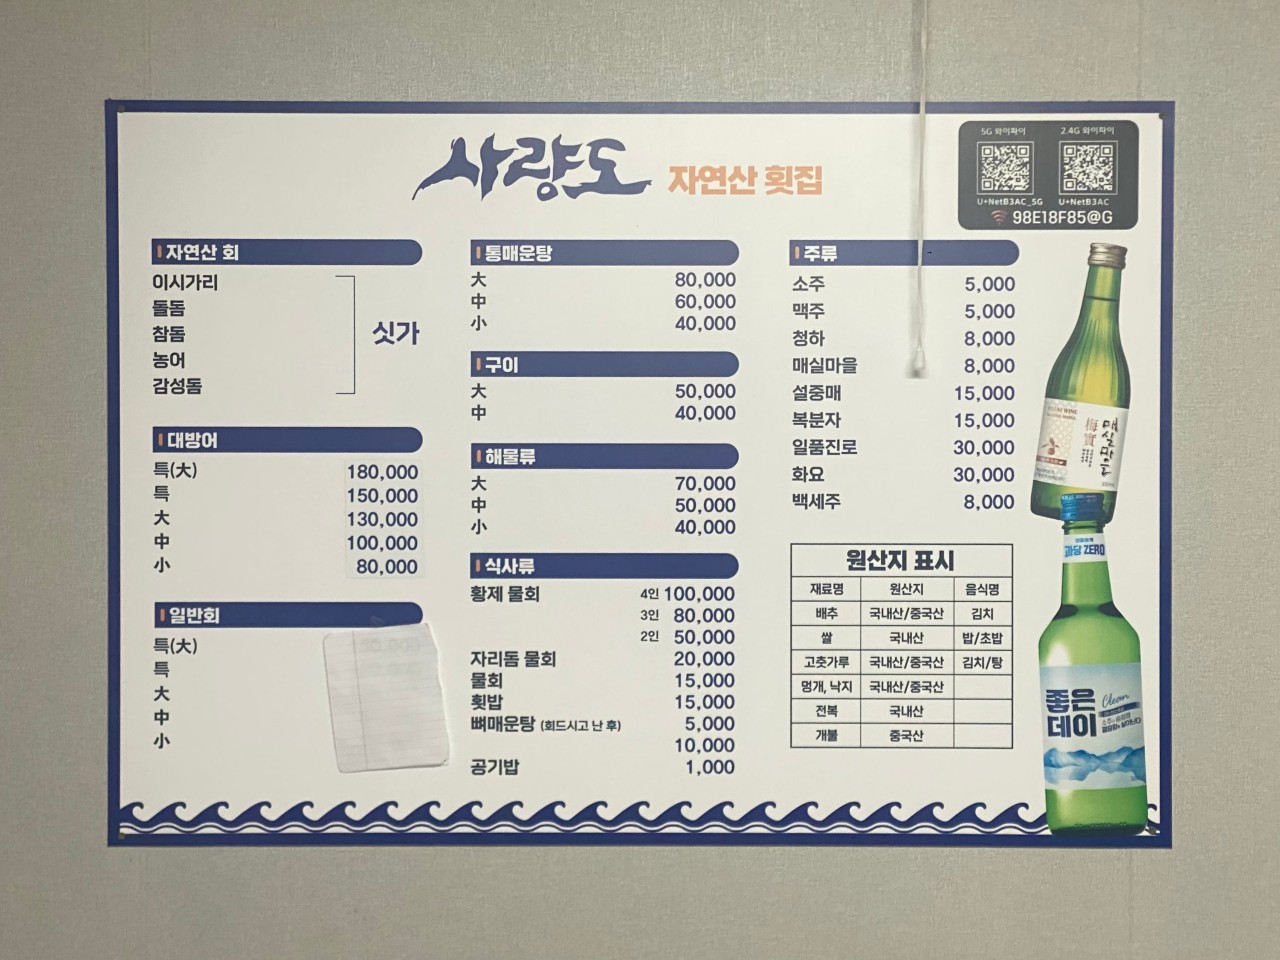 사량도 자연산 횟집
5G 와이파이 2.4G 와이파이
U+NetB3AC_5G U+NetB3AC
98E18F85@G
자연산 회
이시가리
돌돔
참돔
농어
감성돔
싯가
대방어
특(大) 180,000
특 150,000
大 130,000
中 100,000
小 80,000
일반회
특(大)
특
大
中
小
통매운탕
大 80,000
中 60,000
小 40,000
구이
大 50,000
中 40,000
해물류
大 70,000
中 50,000
小 40,000
식사류
황제 물회 4인 100,000
3인 80,000
2인 50,000
자리돔 물회 20,000
물회 15,000
횟밥 15,000
뼈매운탕 (회드시고 난 후) 5,000
10,000
공기밥 1,000
주류
소주 5,000
맥주 5,000
청하 8,000
매실마을 8,000
설중매 15,000
복분자 15,000
일품진로 30,000
화요 30,000
백세주 8,000
원산지 표시
재료명 원산지 음식명
배추 국내산/중국산 김치
쌀 국내산 밥/초밥
고춧가루 국내산/중국산 김치/탕
멍개, 낙지 국내산/중국산
전복 국내산
개불 중국산
梅實
매실마을
과당 ZERO
좋은
데이
Clean